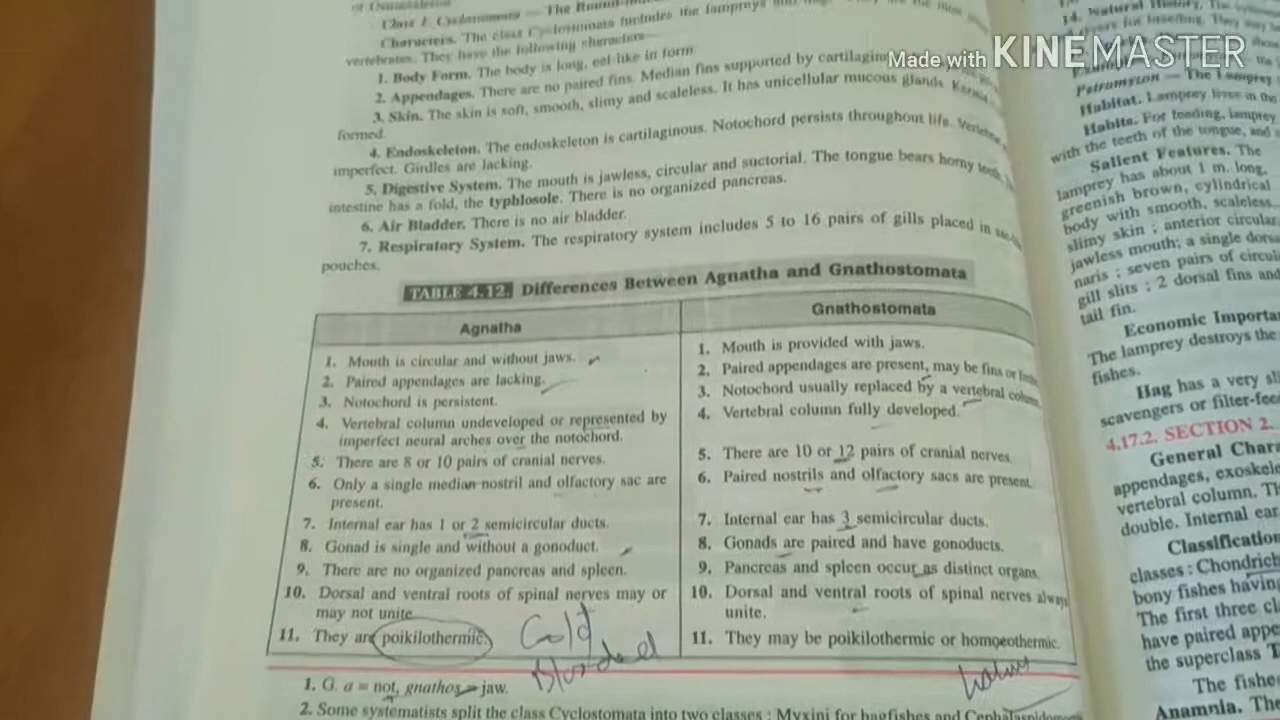 Made with KINEMASTER
Class I. Cyclostomata — The Round
Characters. The class Cyclostomata includes the lampreys and
vertebrates. They have the following characters—
1. Body Form. The body is long, eel-like in form.
2. Appendages. There are no paired fins. Median fins supported by
3. Skin. The skin is soft, smooth, slimy and scaleless. It has unicellular mucous glands.
formed.
4. Endoskeleton. The endoskeleton is cartilaginous. Notochord persists throughout life.
imperfect. Girdles are lacking.
5. Digestive System. The mouth is jawless, circular and suctorial. The tongue bears horny teeth,
intestine has a fold, the typhlosole. There is no organized pancreas.
6. Air Bladder. There is no air bladder.
7. Respiratory System. The respiratory system includes 5 to 16 pairs of gills placed in
pouches.
TABLE 4.12. Differences Between Agnatha and Gnathostomata
Agnatha
1. Mouth is circular and without jaws.
2. Paired appendages are lacking.
3. Notochord is persistent.
4. Vertebral column undeveloped or represented by
imperfect neural arches over the notochord.
5. There are 8 or 10 pairs of cranial nerves.
6. Only a single median nostril and olfactory sac are
present.
7. Internal ear has 1 or 2 semicircular ducts.
8. Gonad is single and without a gonoduct.
9. There are no organized pancreas and spleen.
10. Dorsal and ventral roots of spinal nerves may or
may not unite
11. They are poikilothermic.
Cold
Blooded
Gnathostomata
1. Mouth is provided with jaws.
2. Paired appendages are present, may be fins or
3. Notochord usually replaced by a vertebral column.
4. Vertebral column fully developed.
5. There are 10 or 12 pairs of cranial nerves.
6. Paired nostrils and olfactory sacs are present.
7. Internal ear has 3 semicircular ducts.
8. Gonads are paired and have gonoducts.
9. Pancreas and spleen occur as distinct organs.
10. Dorsal and ventral roots of spinal nerves always
unite.
11. They may be poikilothermic or homoeothermic.
1. G. a = not, gnathos = jaw.
2. Some systematists split the class Cyclostomata into two classes : Myxini for hagfishes and
14. Natural History. The
for breeding. They may
Petromyzon — The Lamprey
Habitat. Lamprey lives in the
Habits. For feeding, lamprey
with the teeth of the tongue, and
Salient Features. The
lamprey has about 1 m. long,
greenish brown, cylindrical
body with smooth, scaleless
slimy skin ; anterior circular
jawless mouth; a single dorsal
naris ; seven pairs of
gill slits ; 2 dorsal fins and
tail fin.
Economic
The lamprey destroys the
fishes.
Hag has a very
scavengers or
4.17.2. SECTION 2.
General
appendages,
vertebral column.
double. Internal ear
Classification
classes :
bony fishes having
The first three
have paired
the superclass
The
Anamnia. The